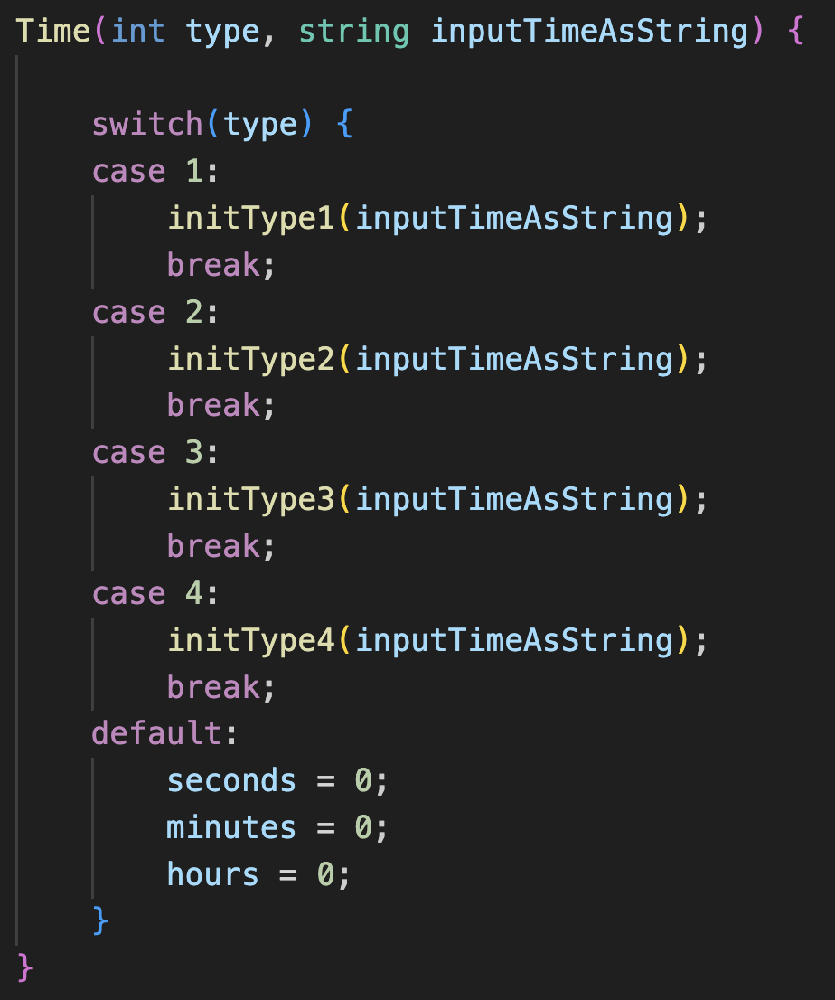 Time(int type, string inputTimeAsString) {
switch(type) {
case 1:
initType1(inputTimeAsString);
break;
case 2:
initType2(inputTimeAsString);
break;
case 3:
initType3(inputTimeAsString);
break;
case 4:
initType4(inputTimeAsString);
break;
default:
seconds = 0;
minutes = 0;
hours = 0;
}
}